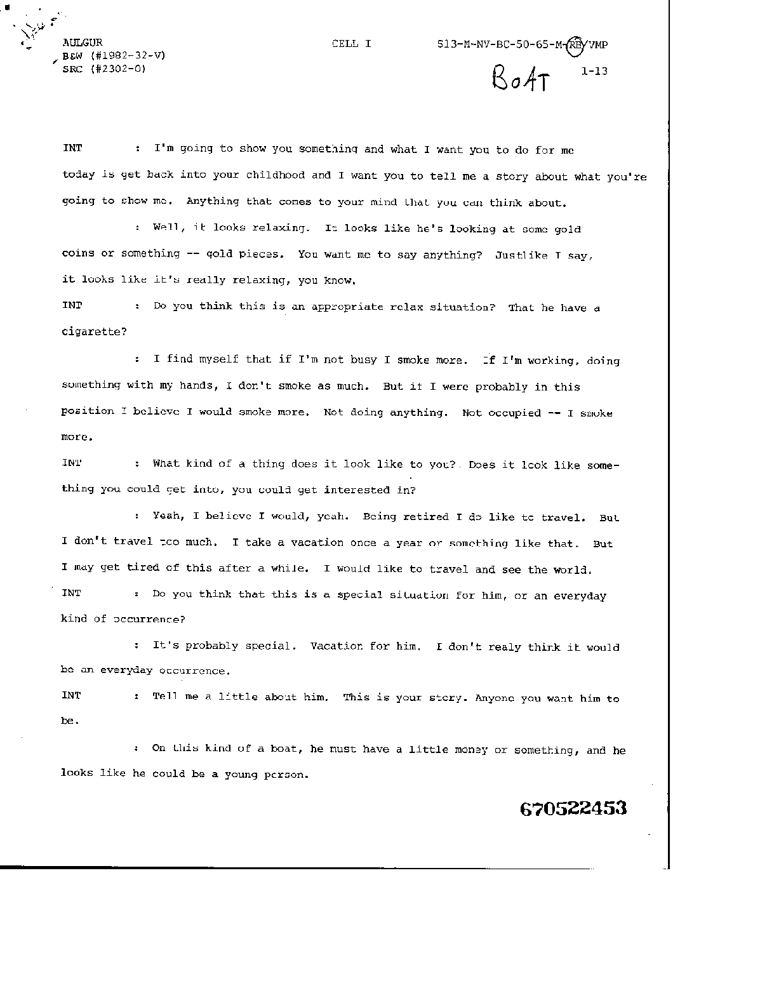 AULGUR CELL I S13-M-NV-BC-50-65-M-RB/VMP
B&W (#1982-32-V)
SRC (#2302-0) BOAT 1-13
INT : I'm going to show you something and what I want you to do for me
today is get back into your childhood and I want you to tell me a story about what you're
going to show me. Anything that comes to your mind that you can think about.
: Well, it looks relaxing. It looks like he's looking at some gold
coins or something -- gold pieces. You want me to say anything? Justlike I say,
it looks like it's really relaxing, you know.
INT : Do you think this is an appropriate relax situation? That he have a
cigarette?
: I find myself that if I'm not busy I smoke more. If I'm working, doing
something with my hands, I don't smoke as much. But if I were probably in this
position I believe I would smoke more. Not doing anything. Not occupied -- I smoke
more.
INT : What kind of a thing does it look like to you? Does it look like some-
thing you could get into, you could get interested in?
: Yeah, I believe I would, yeah. Being retired I do like to travel. But
I don't travel too much. I take a vacation once a year or something like that. But
I may get tired of this after a while. I would like to travel and see the world.
INT : Do you think that this is a special situation for him, or an everyday
kind of occurrence?
: It's probably special. Vacation for him. I don't realy think it would
be an everyday occurrence.
INT : Tell me a little about him. This is your story. Anyone you want him to
be.
: On this kind of a boat, he must have a little money or something, and he
looks like he could be a young person.
670522453